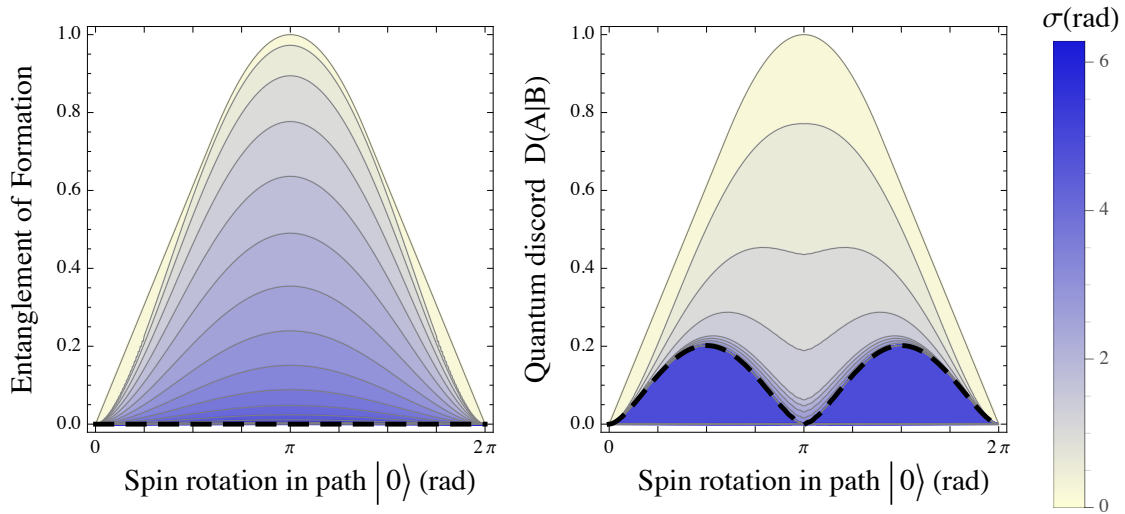 Entanglement of Formation
1.0
0.8
0.6
0.4
0.2
0.0
0
π
2 π
Spin rotation in path |0⟩ (rad)
Quantum discord D(A|B)
1.0
0.8
0.6
0.4
0.2
0.0
0
π
2 π
Spin rotation in path |0⟩ (rad)
σ(rad)
6
4
2
0